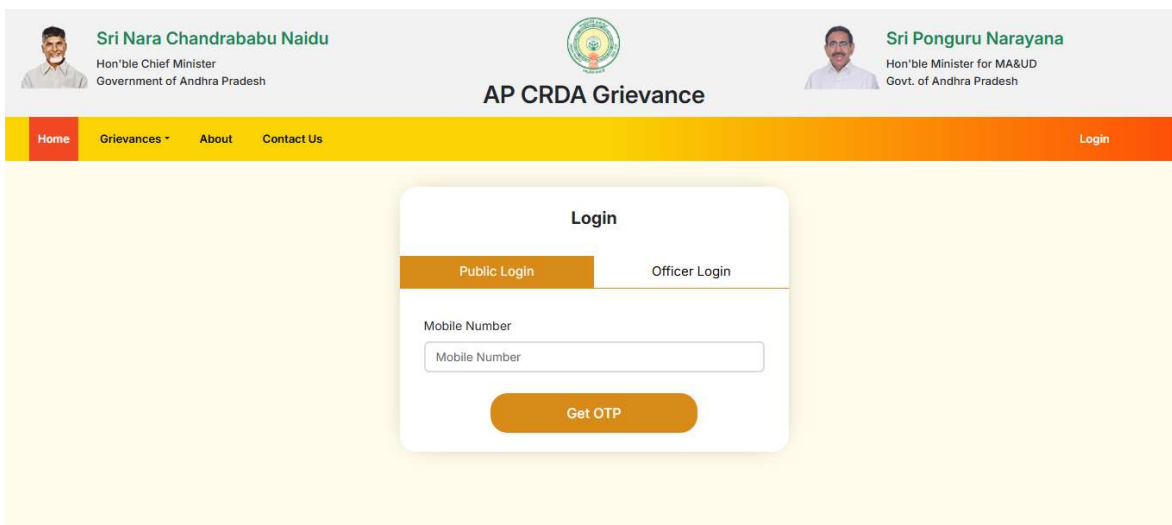 Sri Nara Chandrababu Naidu
Hon'ble Chief Minister
Government of Andhra Pradesh
AP CRDA Grievance
Sri Ponguru Narayana
Hon'ble Minister for MA&UD
Govt. of Andhra Pradesh
Home Grievances About Contact Us Login
Login
Public Login Officer Login
Mobile Number
Mobile Number
Get OTP